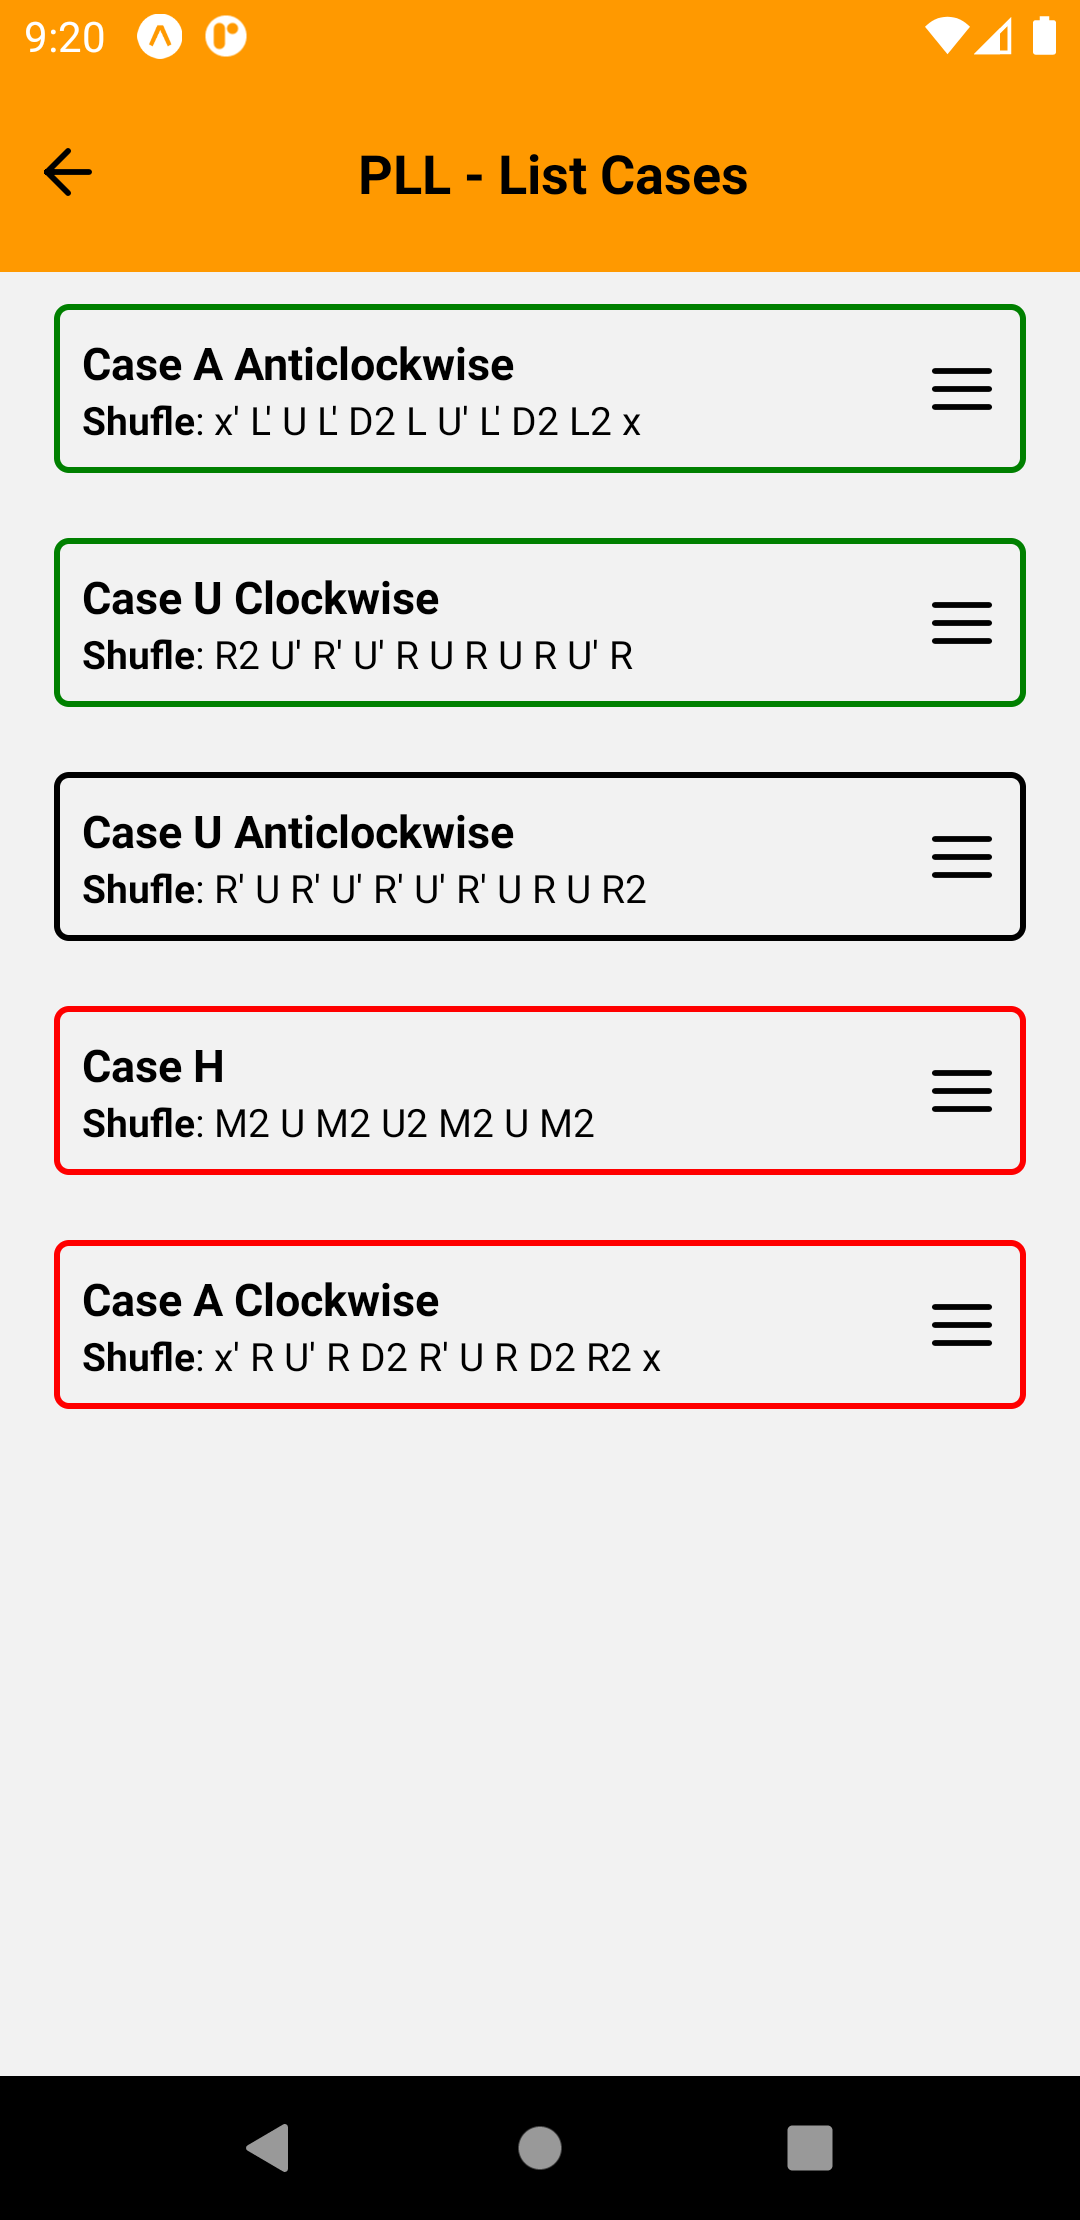 9:20
PLL - List Cases
Case A Anticlockwise
Shufle: x' L' U L' D2 L U' L' D2 L2 x
Case U Clockwise
Shufle: R2 U' R' U' R U R U R U' R
Case U Anticlockwise
Shufle: R' U R' U' R' U' R' U R U R2
Case H
Shufle: M2 U M2 U2 M2 U M2
Case A Clockwise
Shufle: x' R U' R D2 R' U R D2 R2 x